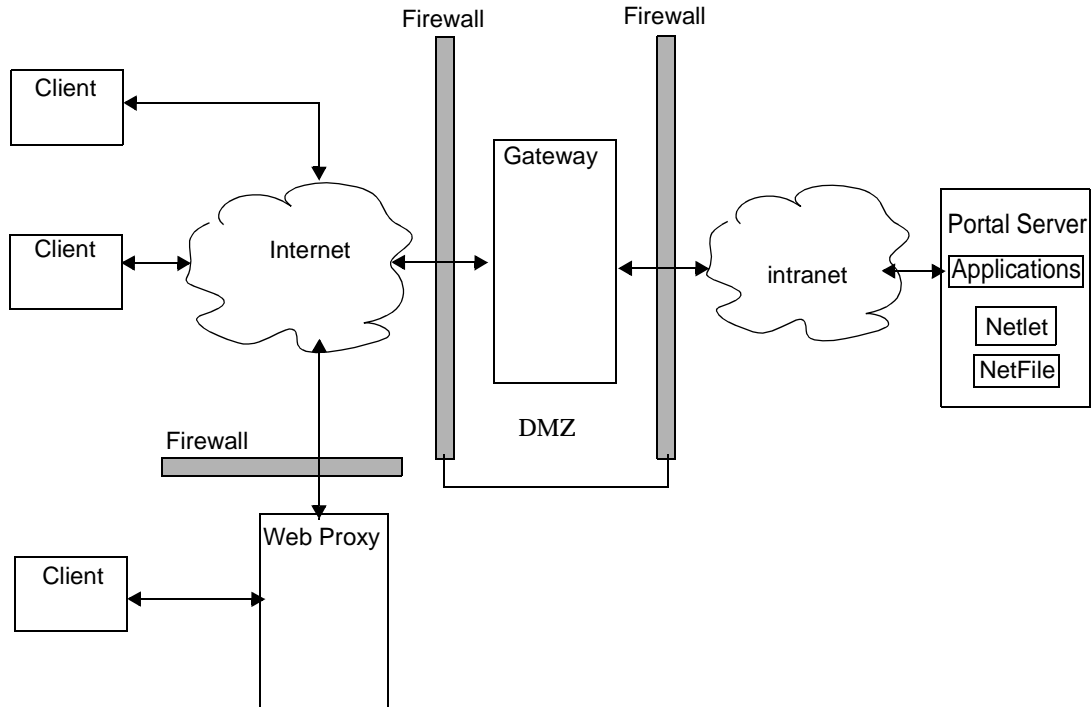 Firewall
Firewall
Client
Gateway
Client
Internet
intranet
Portal Server
Applications
Netlet
NetFile
DMZ
Firewall
Web Proxy
Client